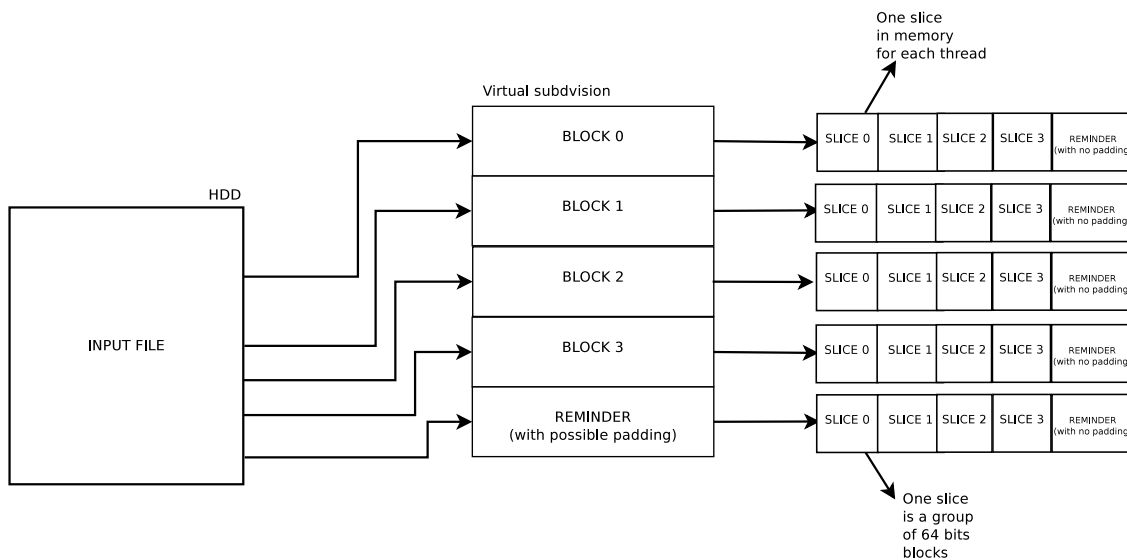 One slice
in memory
for each thread
Virtual subdvision
BLOCK 0
SLICE 0 SLICE 1 SLICE 2 SLICE 3 REMINDER
(with no padding
HDD
BLOCK 1
SLICE 0 SLICE 1 SLICE 2 SLICE 3 REMINDER
(with no padding
BLOCK 2
SLICE 0 SLICE 1 SLICE 2 SLICE 3 REMINDER
(with no padding
INPUT FILE
BLOCK 3
SLICE 0 SLICE 1 SLICE 2 SLICE 3 REMINDER
(with no padding
REMINDER
(with possible padding)
SLICE 0 SLICE 1 SLICE 2 SLICE 3 REMINDER
(with no padding
One slice
is a group
of 64 bits
blocks